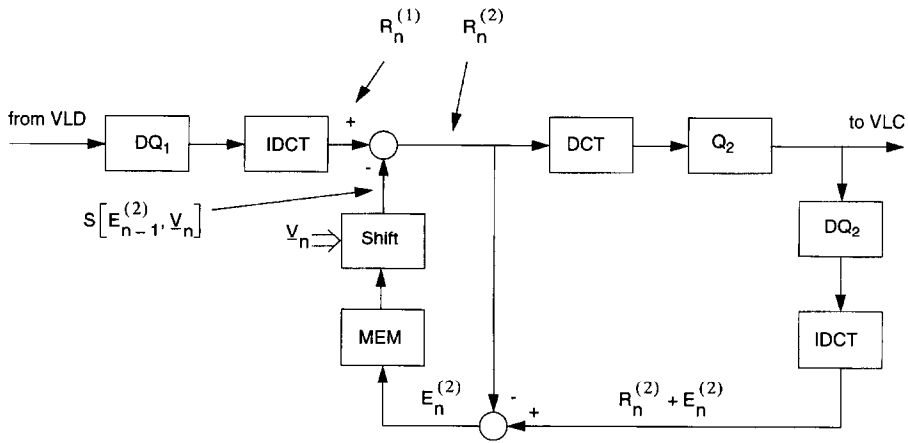 R_n^(1)
R_n^(2)
from VLD
DQ_1
IDCT
+
-
DCT
Q_2
to VLC
S[E_{n-1}^(2), V_n]
V_n
Shift
DQ_2
MEM
IDCT
E_n^(2)
-
+
R_n^(2) + E_n^(2)